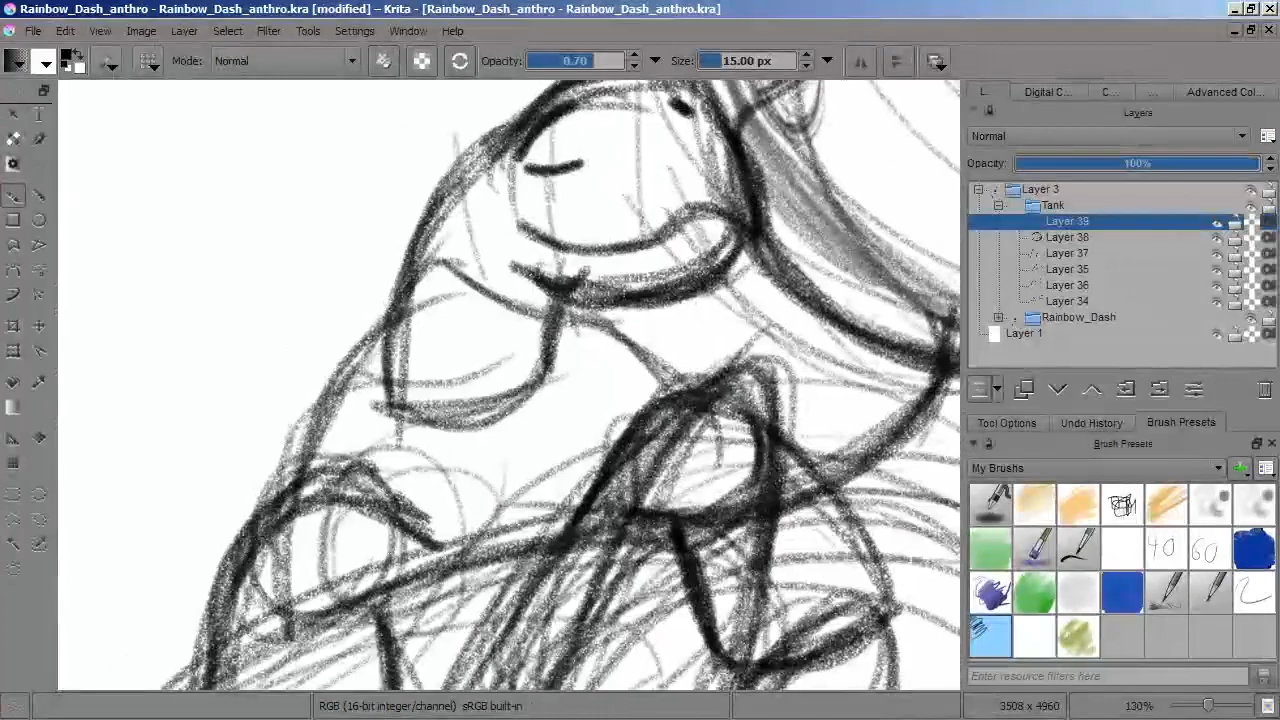 Rainbow_Dash_anthro - Rainbow_Dash_anthro.kra [modified] – Krita - [Rainbow_Dash_anthro - Rainbow_Dash_anthro.kra]
File Edit View Image Layer Select Filter Tools Settings Window Help
Mode: Normal Opacity: 0.70 Size: 15.00 px
L... Digital C... C... ... Advanced Col...
Layers
Normal
Opacity: 100%
Layer 3
Tank
Layer 39
Layer 38
Layer 37
Layer 35
Layer 36
Layer 34
Rainbow_Dash
Layer 1
Tool Options Undo History Brush Presets
Brush Presets
My Brushes
40 60
Enter resource filters here
RGB (16-bit integer/channel) sRGB built-in 3508 x 4960 130%